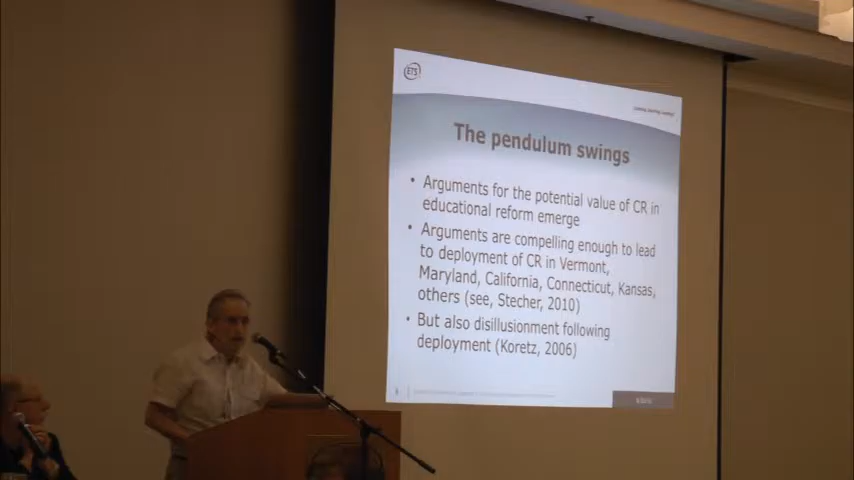 ETS
The pendulum swings
• Arguments for the potential value of CR in
educational reform emerge
• Arguments are compelling enough to lead
to deployment of CR in Vermont,
Maryland, California, Connecticut, Kansas,
others (see, Stecher, 2010)
• But also disillusionment following
deployment (Koretz, 2006)